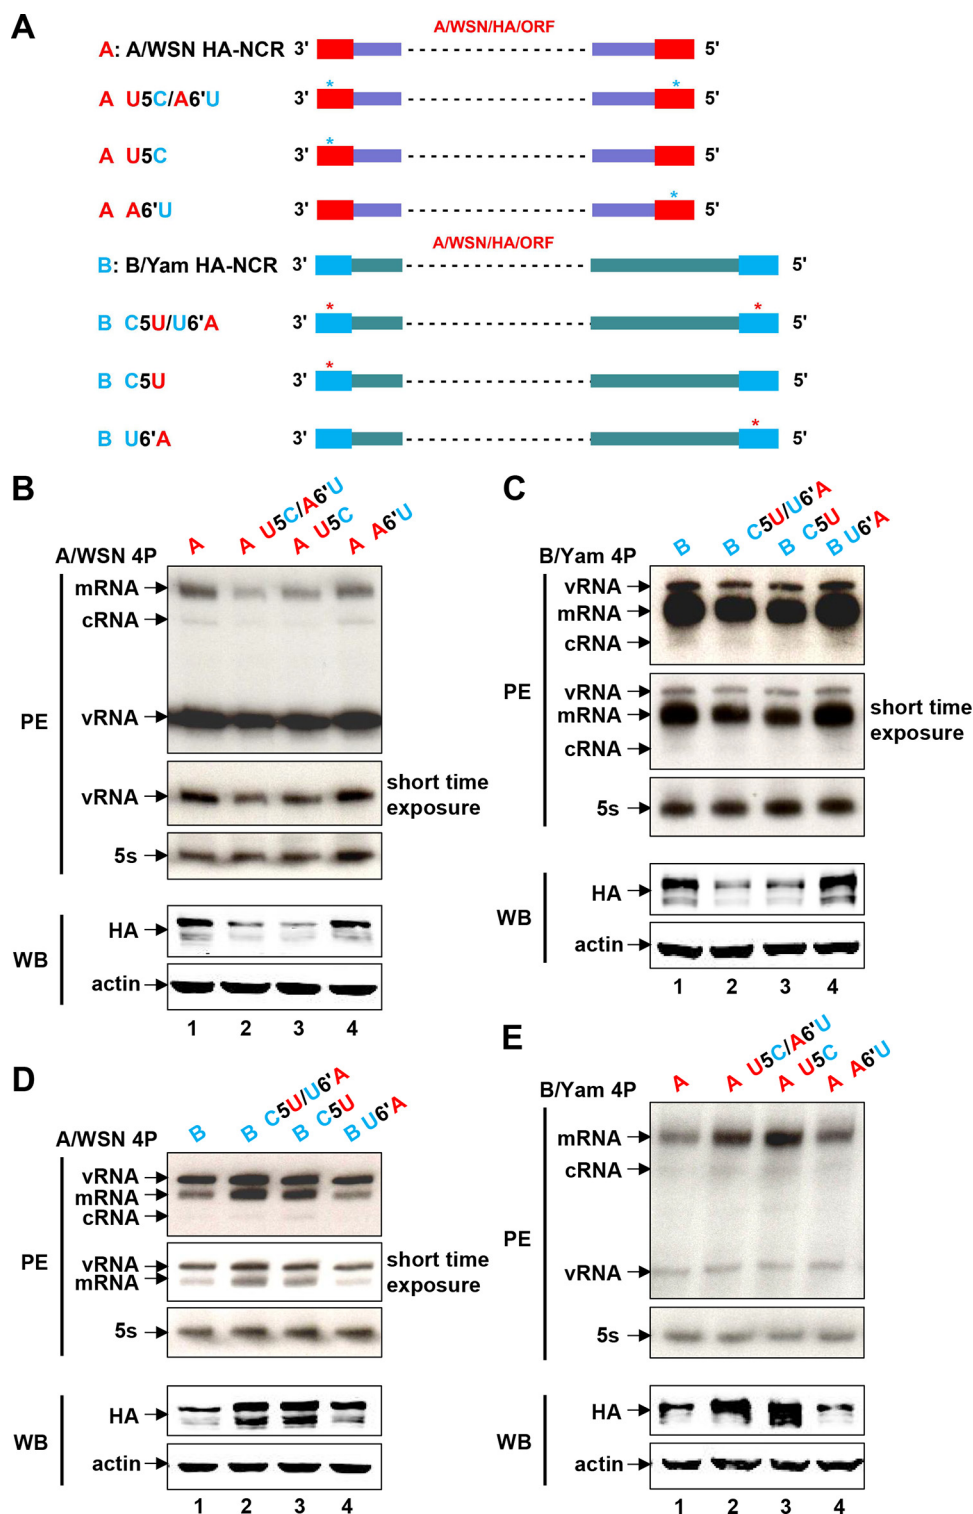 A
A/WSN/HA/ORF
A: A/WSN HA-NCR 3' 5'
* *
A U5C/A6'U 3' 5'
*
A U5C 3' 5'
*
A A6'U 3' 5'
A/WSN/HA/ORF
B: B/Yam HA-NCR 3' 5'
* *
B C5U/U6'A 3' 5'
*
B C5U 3' 5'
*
B U6'A 3' 5'
B
A/WSN 4P
A
A U5C/A6'U
A U5C
A A6'U
PE
mRNA
cRNA
vRNA
vRNA
short time
exposure
5s
WB
HA
actin
1 2 3 4
C
B/Yam 4P
B
B C5U/U6'A
B C5U
B U6'A
PE
vRNA
mRNA
cRNA
vRNA
mRNA
cRNA
short time
exposure
5s
WB
HA
actin
1 2 3 4
D
A/WSN 4P
B
B C5U/U6'A
B C5U
B U6'A
PE
vRNA
mRNA
cRNA
vRNA
mRNA
short time
exposure
5s
WB
HA
actin
1 2 3 4
E
B/Yam 4P
A
A U5C/A6'U
A U5C
A A6'U
PE
mRNA
cRNA
vRNA
5s
WB
HA
actin
1 2 3 4